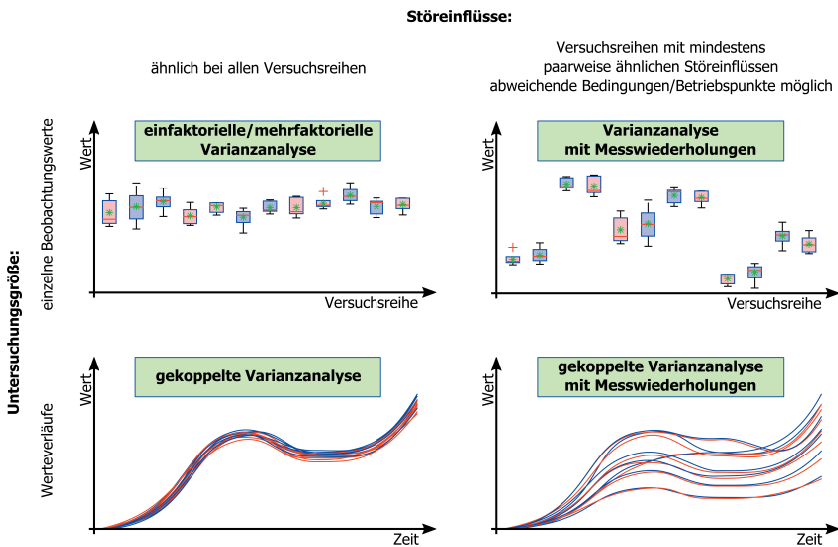 Störeinflüsse:
ähnlich bei allen Versuchsreihen
Versuchsreihen mit mindestens
paarweise ähnlichen Störeinflüssen
abweichende Bedingungen/Betriebspunkte möglich
Untersuchungsgröße:
einzelne Beobachtungswerte
Wert
einfaktorielle/mehrfaktorielle
Varianzanalyse
Versuchsreihe
Wert
Varianzanalyse
mit Messwiederholungen
Versuchsreihe
Werteverläufe
Wert
gekoppelte Varianzanalyse
Zeit
Wert
gekoppelte Varianzanalyse
mit Messwiederholungen
Zeit